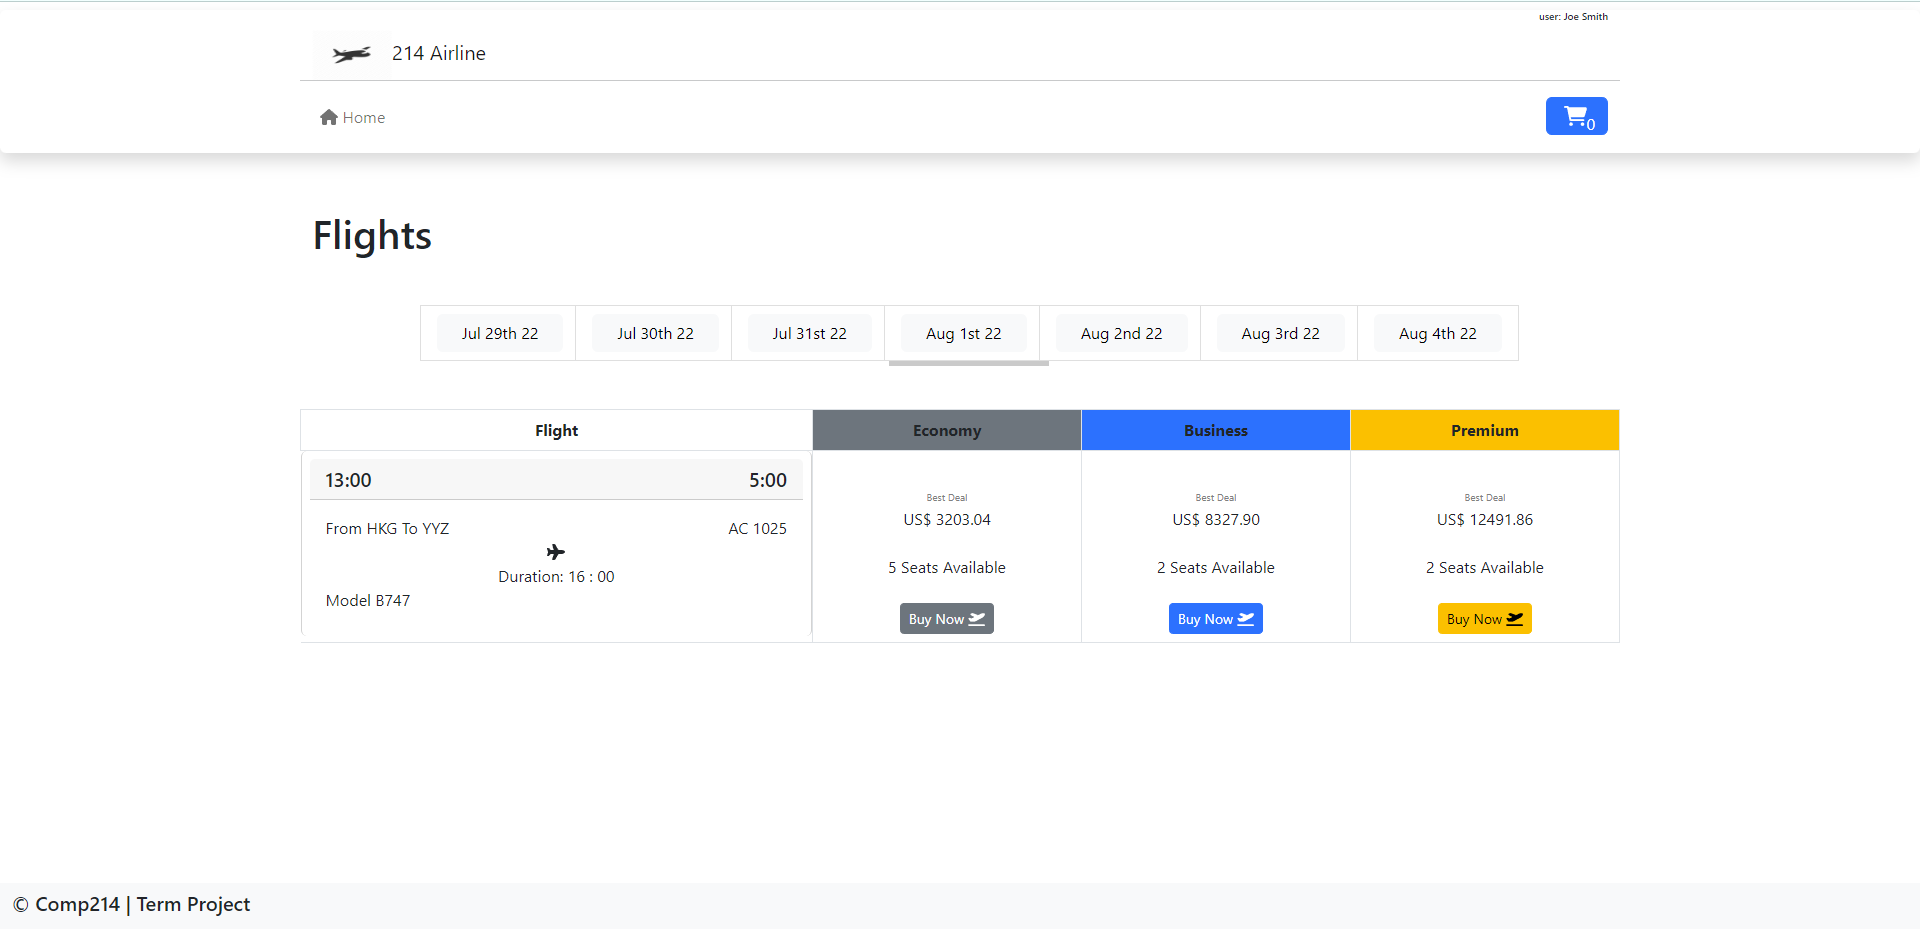 user: Joe Smith
214 Airline
Home
0
Flights
Jul 29th 22 Jul 30th 22 Jul 31st 22 Aug 1st 22 Aug 2nd 22 Aug 3rd 22 Aug 4th 22
Flight Economy Business Premium
13:00 5:00
From HKG To YYZ AC 1025
Duration: 16 : 00
Model B747
Best Deal
US$ 3203.04
5 Seats Available
Buy Now
Best Deal
US$ 8327.90
2 Seats Available
Buy Now
Best Deal
US$ 12491.86
2 Seats Available
Buy Now
© Comp214 | Term Project